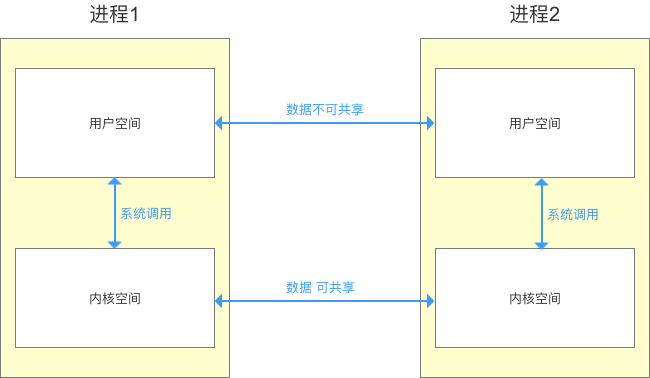 进程1
进程2
数据不可共享
用户空间
用户空间
系统调用
系统调用
数据 可共享
内核空间
内核空间